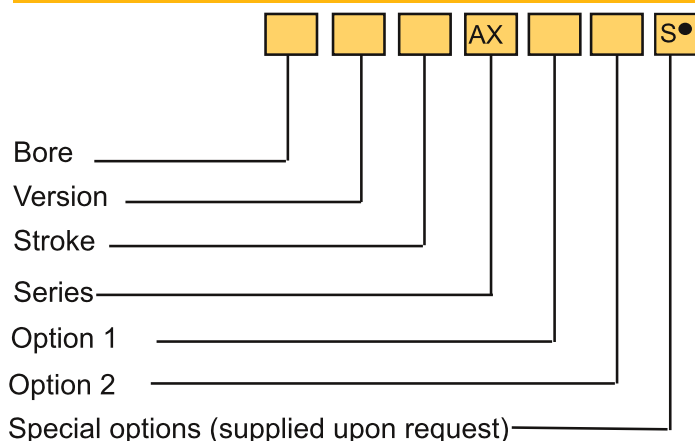 AX S●
Bore
Version
Stroke
Series
Option 1
Option 2
Special options (supplied upon request)